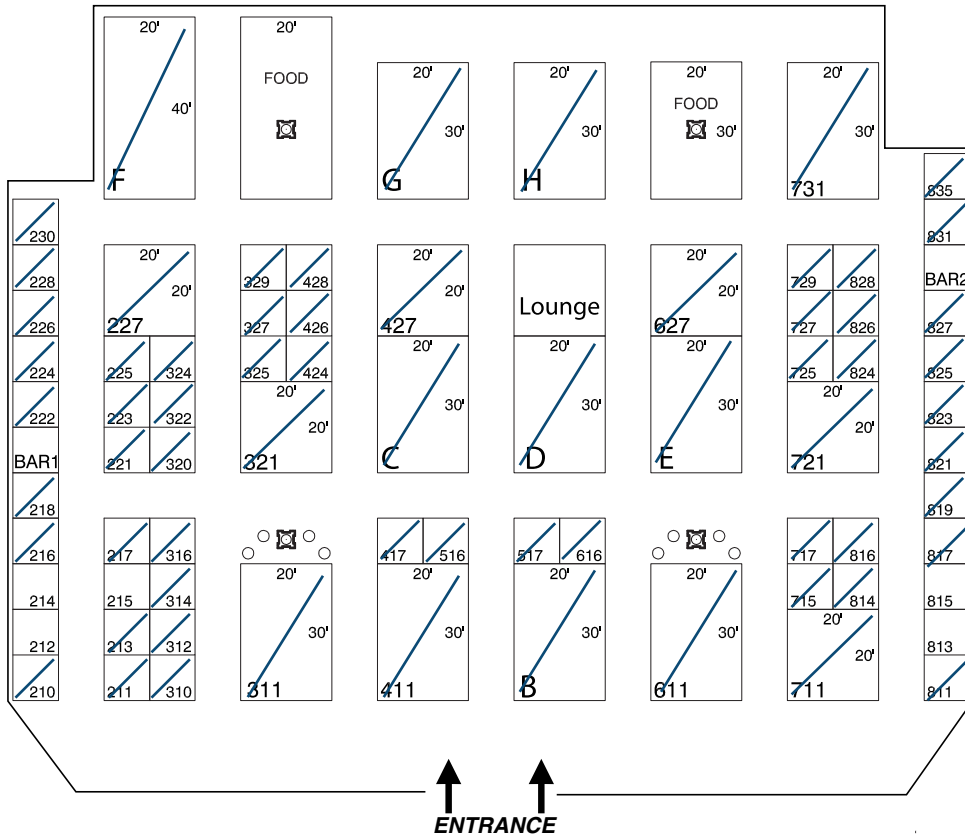 20' 20'
FOOD
40'
F
20' 20' 20' 20'
FOOD
30' 30' 30' 30'
G H 731
835
230 831
20' 329 428 20' 20' 729 828
228 BAR2
20' 20' Lounge 20'
226 227 327 426 427 627 727 826 827
224 225 324 325 424 20' 20' 20' 725 824 825
20' 30' 30' 30' 20'
222 223 322 823
20' 20'
BAR1 221 320 321 C D E 721 821
218 819
216 217 316 417 516 517 616 717 816 817
20' 20' 20' 20'
214 215 314 715 814 815
30' 30' 30' 30' 20'
212 213 312 20' 813
210 211 310 311 411 B 611 711 811
ENTRANCE